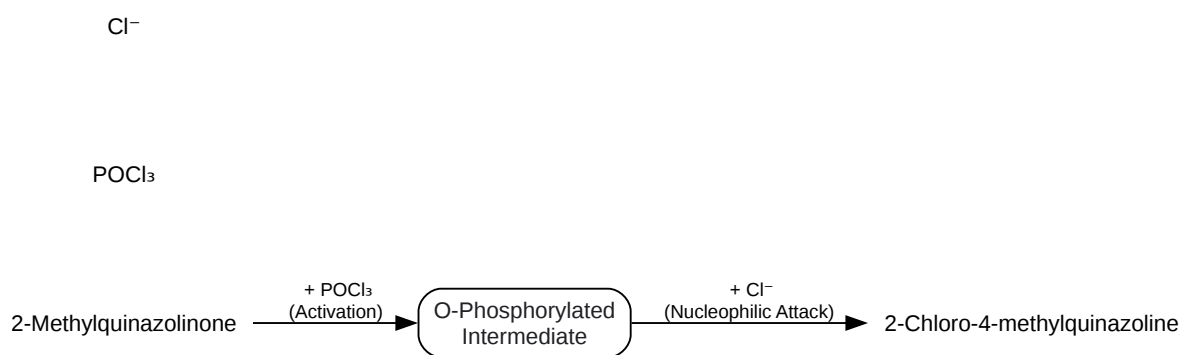 Cl⁻
POCl₃
2-Methylquinazolinone
+ POCl₃
(Activation)
O-Phosphorylated
Intermediate
+ Cl⁻
(Nucleophilic Attack)
2-Chloro-4-methylquinazoline